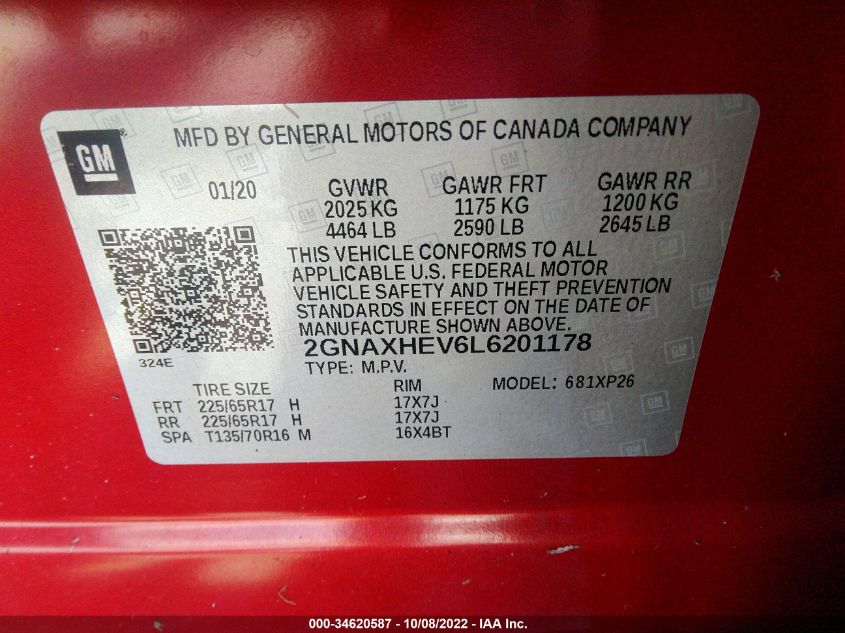 GM
MFD BY GENERAL MOTORS OF CANADA COMPANY
01/20 GVWR GAWR FRT GAWR RR
2025 KG 1175 KG 1200 KG
4464 LB 2590 LB 2645 LB
THIS VEHICLE CONFORMS TO ALL
APPLICABLE U.S. FEDERAL MOTOR
VEHICLE SAFETY AND THEFT PREVENTION
STANDARDS IN EFFECT ON THE DATE OF
MANUFACTURE SHOWN ABOVE.
324E
2GNAXHEV6L6201178
TYPE: M.P.V.
TIRE SIZE RIM MODEL: 681XP26
FRT 225/65R17 H 17X7J
RR 225/65R17 H 17X7J
SPA T135/70R16 M 16X4BT
000-34620587 - 10/08/2022 - IAA Inc.